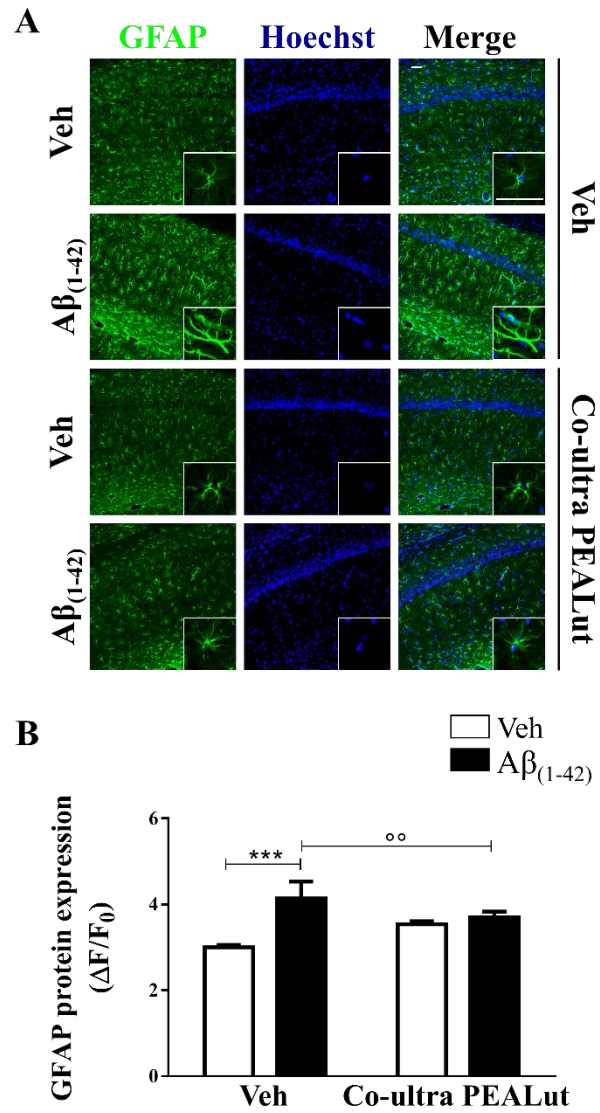 A
GFAP Hoechst Merge
Veh
Aβ(1-42)
Veh
Veh
Aβ(1-42)
Co-ultra PEALut
B
Veh
Aβ(1-42)
GFAP protein expression
(ΔF/F0)
6
4
2
0
***
°°
Veh Co-ultra PEALut